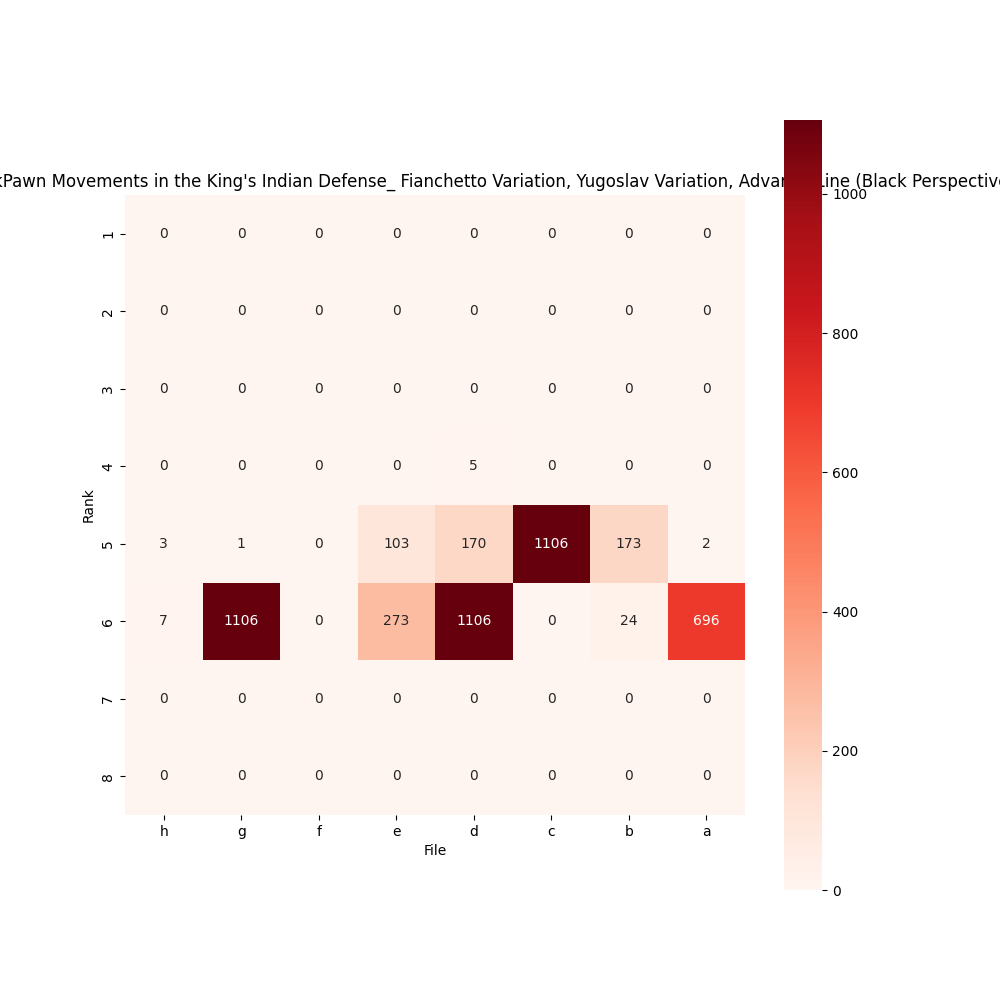 kPawn Movements in the King's Indian Defense_ Fianchetto Variation, Yugoslav Variation, Advan Line (Black Perspective
1 0 0 0 0 0 0 0 0
2 0 0 0 0 0 0 0 0
3 0 0 0 0 0 0 0 0
4 0 0 0 0 5 0 0 0
5 3 1 0 103 170 1106 173 2
6 7 1106 0 273 1106 0 24 696
7 0 0 0 0 0 0 0 0
8 0 0 0 0 0 0 0 0
h g f e d c b a
File
Rank
1000
800
600
400
200
0